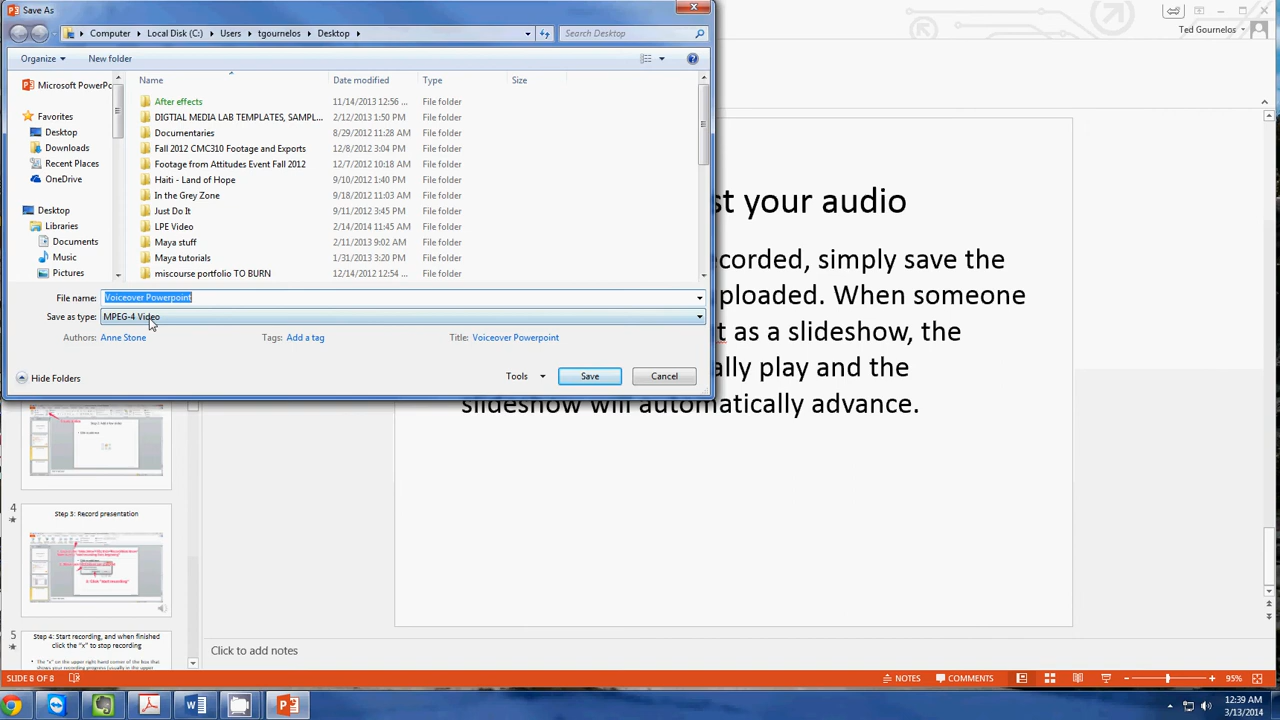 Save As
Ted Gournelos
Computer Local Disk (C:) Users tgournelos Desktop
Search Desktop
Organize New folder
Microsoft PowerPc
Favorites
Desktop
Downloads
Recent Places
OneDrive
Desktop
Libraries
Documents
Music
Pictures
Name Date modified Type Size
After effects 11/14/2013 12:56 ... File folder
DIGTIAL MEDIA LAB TEMPLATES, SAMPL... 2/12/2013 1:50 PM File folder
Documentaries 8/29/2012 11:28 AM File folder
Fall 2012 CMC310 Footage and Exports 12/8/2012 3:04 PM File folder
Footage from Attitudes Event Fall 2012 12/7/2012 10:18 AM File folder
Haiti - Land of Hope 9/10/2012 1:40 PM File folder
In the Grey Zone 9/18/2012 11:03 AM File folder
Just Do It 9/11/2012 3:45 PM File folder
LPE Video 2/14/2014 11:45 AM File folder
Maya stuff 2/11/2013 9:02 AM File folder
Maya tutorials 1/31/2013 3:20 PM File folder
miscourse portfolio TO BURN 12/14/2012 12:54 ... File folder
File name: Voiceover Powerpoint
Save as type: MPEG-4 Video
Authors: Anne Stone Tags: Add a tag Title: Voiceover Powerpoint
Hide Folders Tools Save Cancel
st your audio
corded, simply save the
ploaded. When someone
t as a slideshow, the
ally play and the
slideshow will automatically advance.
4
Step 3: Record presentation
5
Step 4: Start recording, and when finished
click the "x" to stop recording
The "x" on the upper right hand corner of the box that
Click to add notes
SLIDE 8 OF 8 NOTES COMMENTS 95%
12:39 AM
3/13/2014